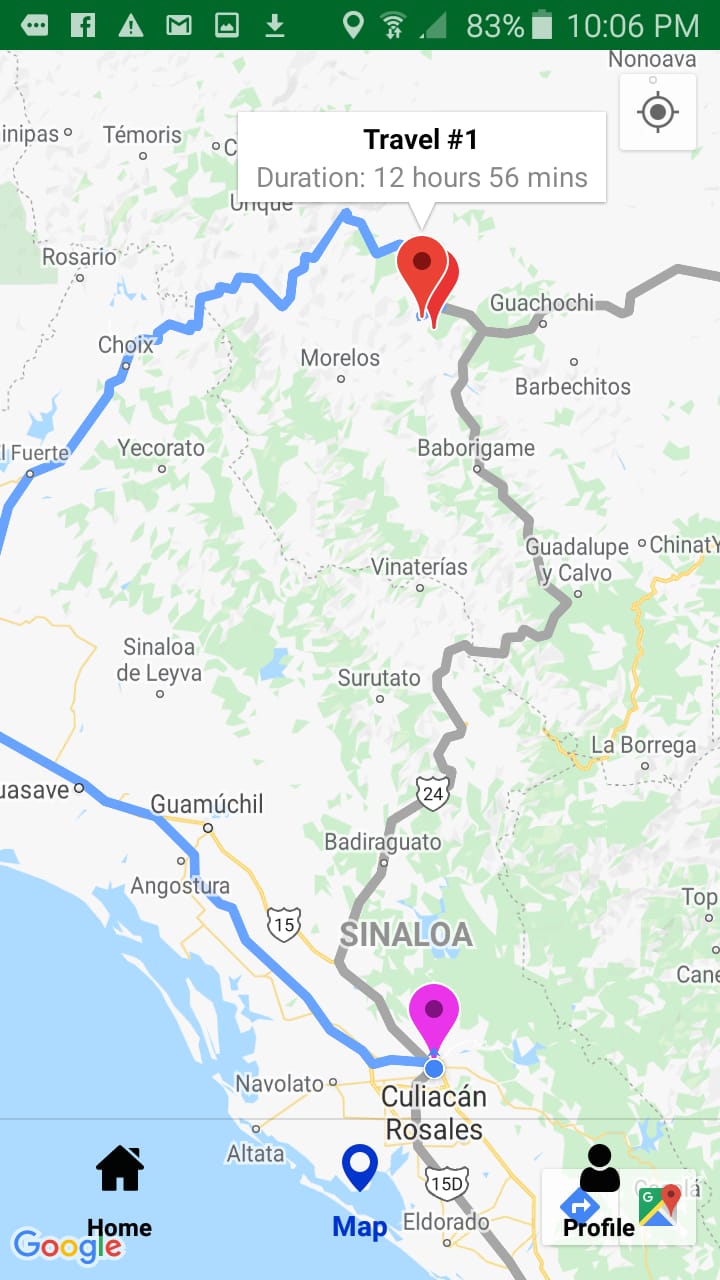 83% 10:06 PM
Nonoava
inipas
Témoris
C
Travel #1
Duration: 12 hours 56 mins
Urique
Rosario
Guachochi
Choix
Morelos
Barbechitos
l Fuerte
Yecorato
Baborigame
Guadalupe
y Calvo
ChinatY
Vinaterías
Sinaloa
de Leyva
Surutato
La Borrega
uasave
24
Guamúchil
Badiraguato
Angostura
15
Top
SINALOA
Cane
Navolato
Culiacán
Rosales
Altata
15D
Eldorado
Home
Map
Profile
G
Google